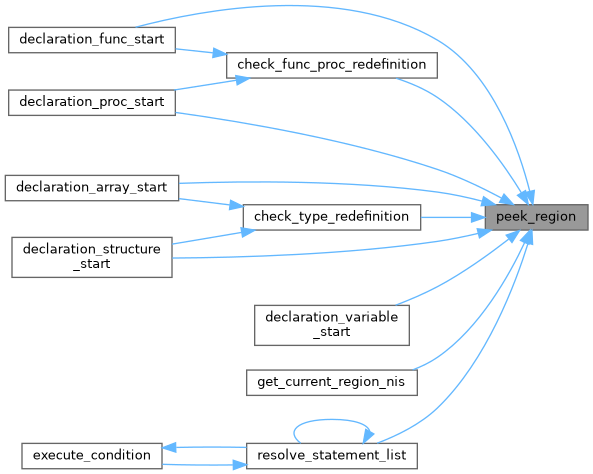 declaration_func_start
check_func_proc_redefinition
declaration_proc_start
declaration_array_start
check_type_redefinition
peek_region
declaration_structure
_start
declaration_variable
_start
get_current_region_nis
execute_condition
resolve_statement_list